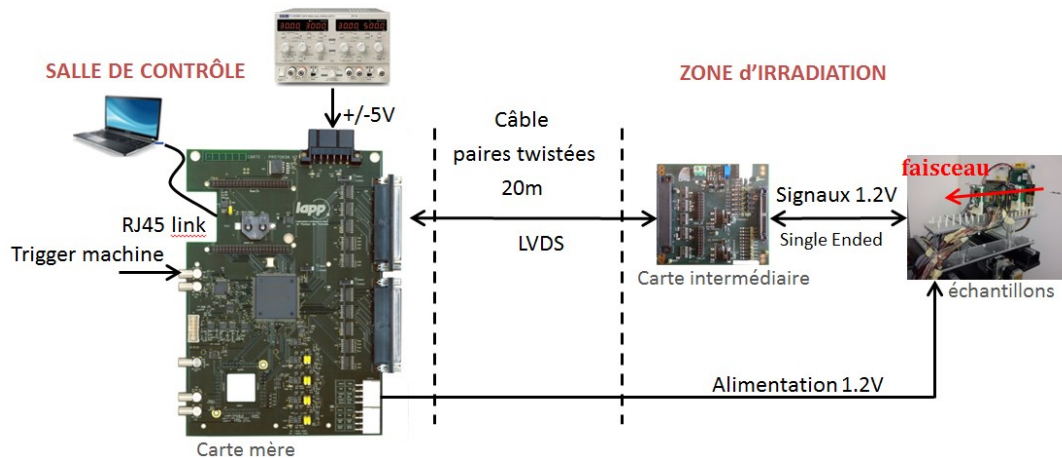 SALLE DE CONTRÔLE
ZONE d'IRRADIATION
+/-5V
Câble
paires twistées
20m
faisceau
Signaux 1.2V
lapp
RJ45 link
LVDS
Single Ended
Trigger machine
Carte intermédiaire
échantillons
Alimentation 1.2V
Carte mère